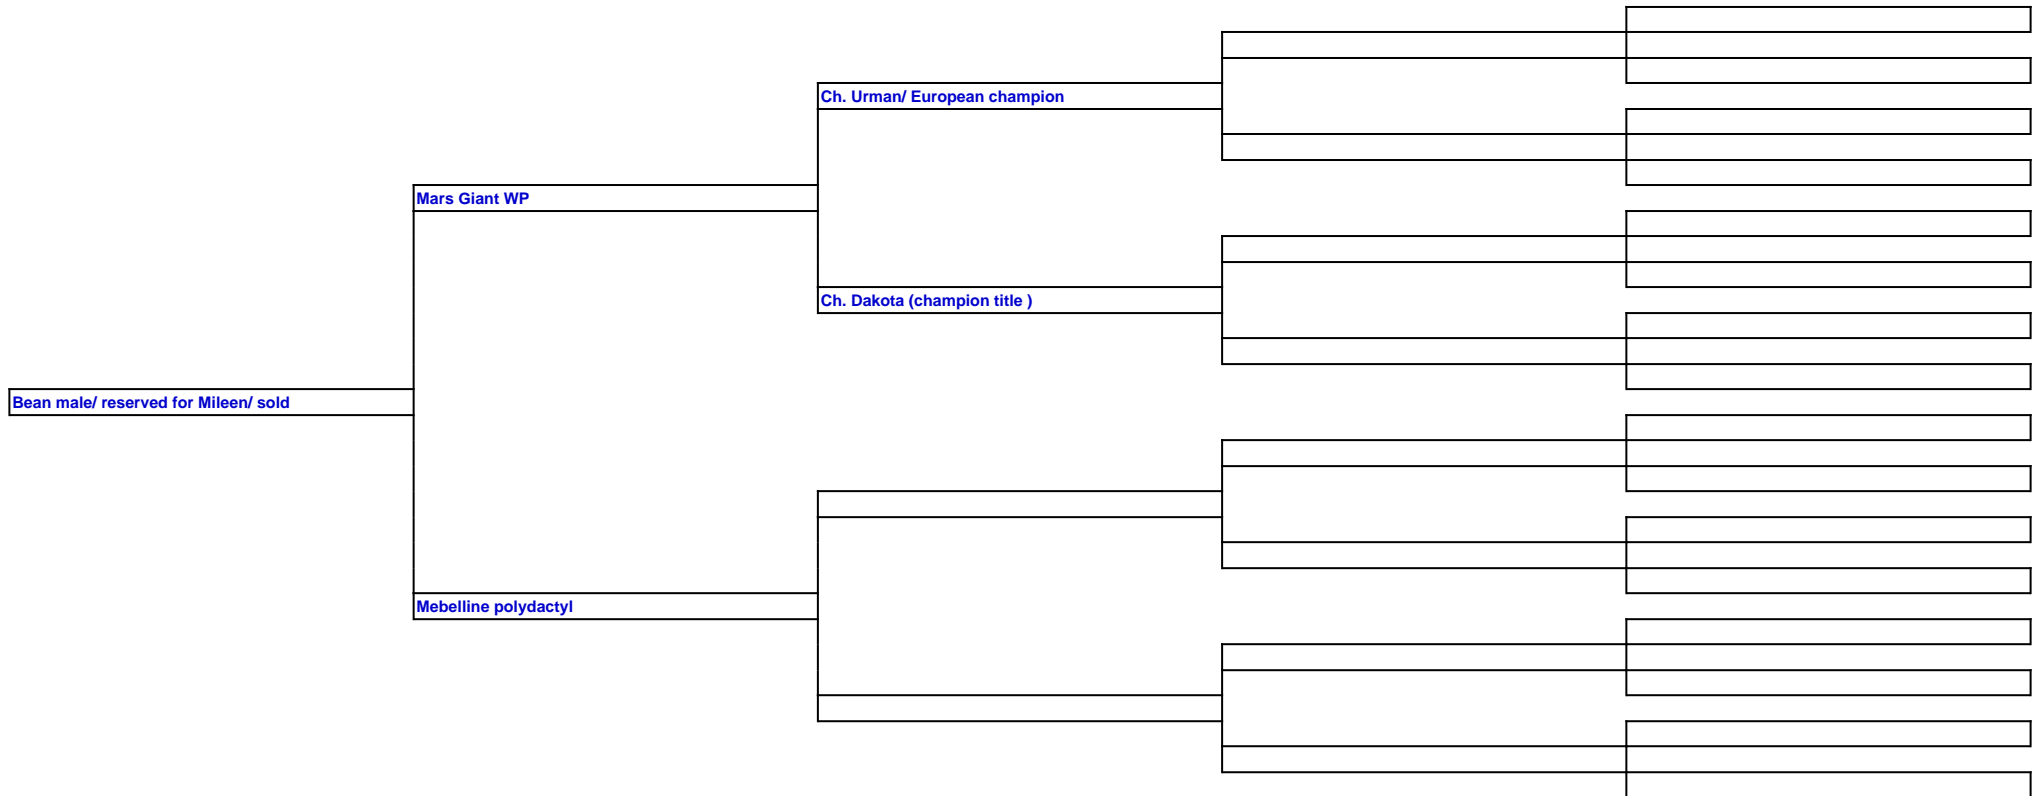 Ch. Urman/ European champion
Mars Giant WP
Ch. Dakota (champion title )
Bean male/ reserved for Mileen/ sold
Mebelline polydactyl